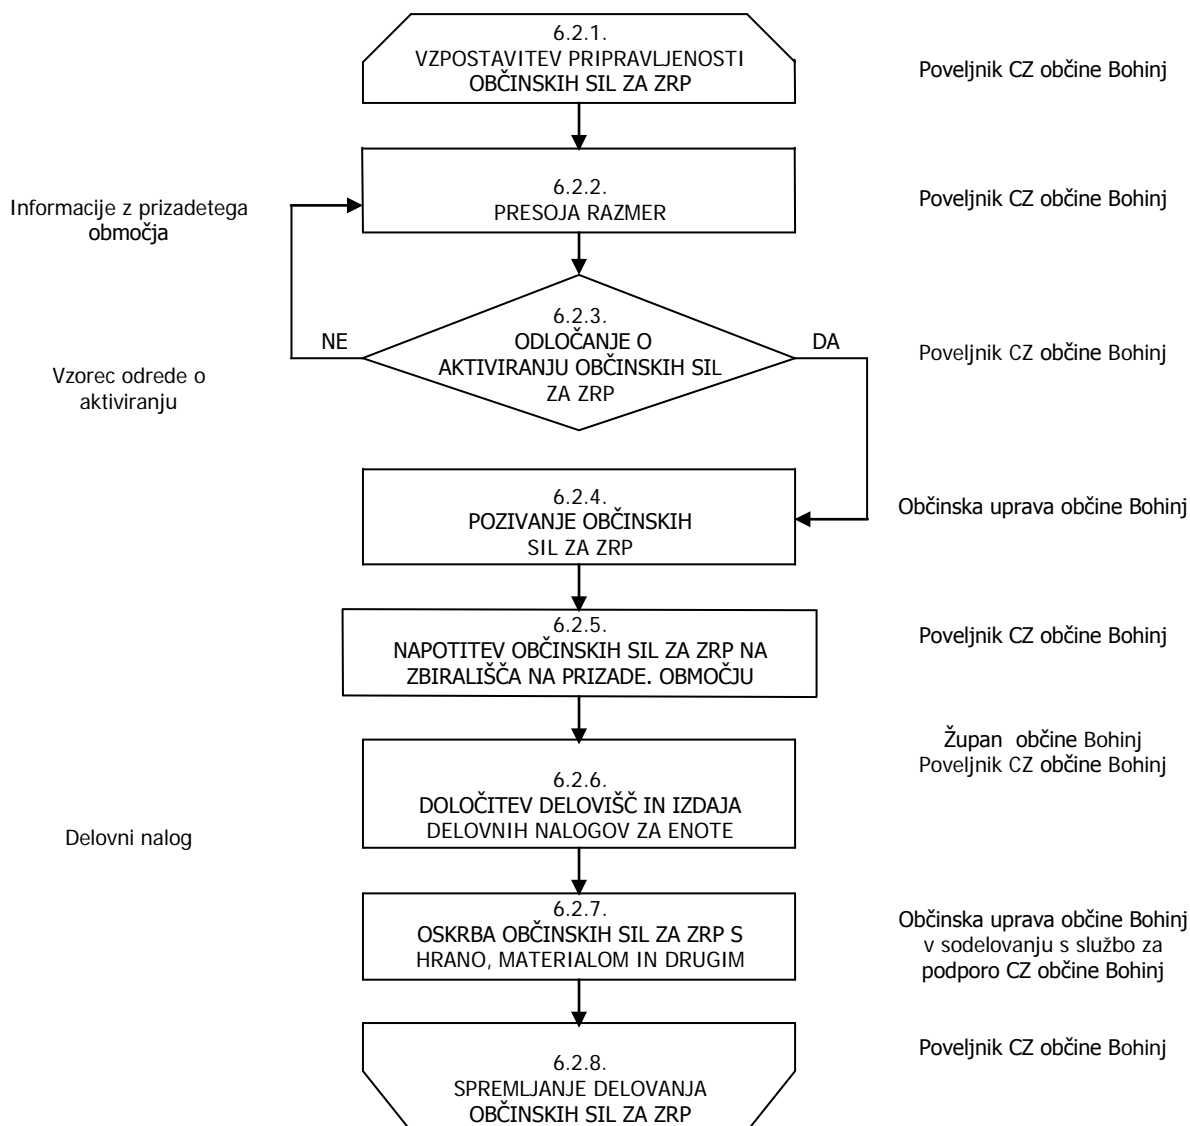 6.2.1.
VZPOSTAVITEV PRIPRAVLJENOSTI
OBČINSKIH SIL ZA ZRP
Poveljnik CZ občine Bohinj
Informacije z prizadetega
območja
6.2.2.
PRESOJA RAZMER
Poveljnik CZ občine Bohinj
NE
6.2.3.
ODLOČANJE O
AKTIVIRANJU OBČINSKIH SIL
ZA ZRP
DA
Poveljnik CZ občine Bohinj
Vzorec odrede o
aktiviranju
6.2.4.
POZIVANJE OBČINSKIH
SIL ZA ZRP
Občinska uprava občine Bohinj
6.2.5.
NAPOTITEV OBČINSKIH SIL ZA ZRP NA
ZBIRALIŠČA NA PRIZADE. OBMOČJU
Poveljnik CZ občine Bohinj
Župan občine Bohinj
Poveljnik CZ občine Bohinj
6.2.6.
DOLOČITEV DELOVIŠČ IN IZDAJA
DELOVNIH NALOGOV ZA ENOTE
Delovni nalog
6.2.7.
OSKRBA OBČINSKIH SIL ZA ZRP S
HRANO, MATERIALOM IN DRUGIM
Občinska uprava občine Bohinj
v sodelovanju s službo za
podporo CZ občine Bohinj
6.2.8.
SPREMLJANJE DELOVANJA
OBČINSKIH SIL ZA ZRP
Poveljnik CZ občine Bohinj